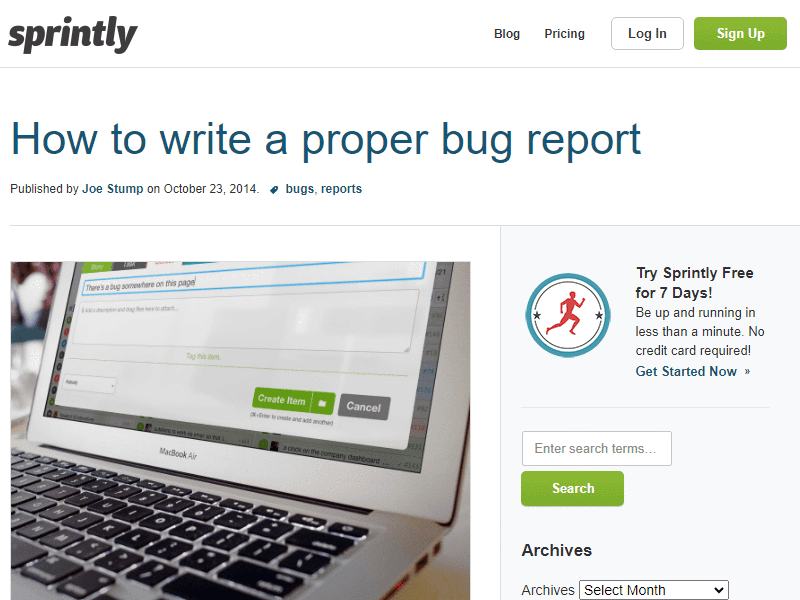 sprintly
Blog
Pricing
Log In
Sign Up
How to write a proper bug report
Published by Joe Stump on October 23, 2014.
bugs, reports
There's a bug somewhere on this page
Tag this item.
Create Item
Cancel
MacBook Air
Try Sprintly Free
for 7 Days!
Be up and running in
less than a minute. No
credit card required!
Get Started Now »
Enter search terms…
Search
Archives
Archives
Select Month